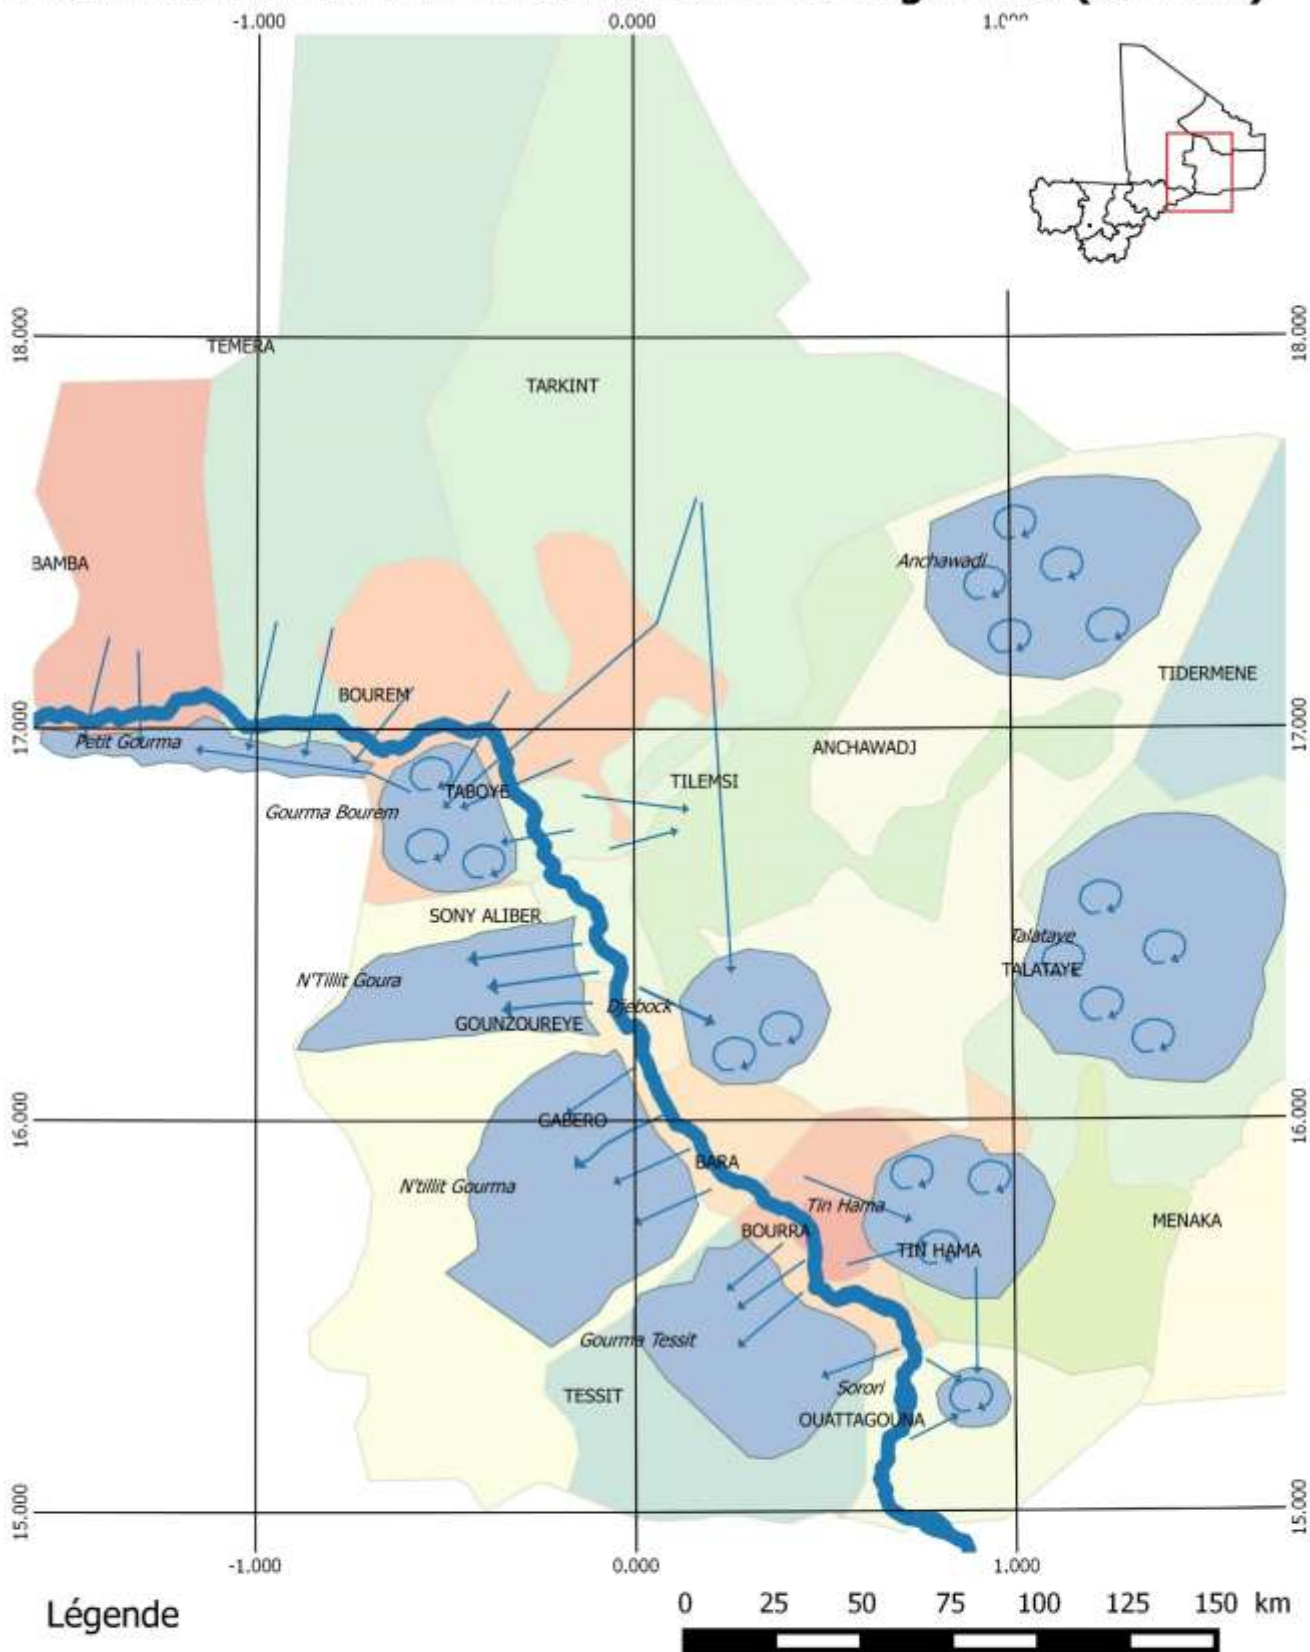 -1.000 0.000
18.000 18.000
TEMERA
TARKINT
BAMBA
Anchawadi
TIDERMENE
BOUREM
17.000 17.000
Petit Gourma
ANCHAWADJ
TABOYE
TILEMSI
Gourma Bourem
SONY ALIBER
Talataye
TALATAYE
N'Tillit Goura
Djebock
GOUNZOUREYE
16.000 16.000
GABERO
BARA
N'tillit Gourma
Tin Hama
MENAKA
BOURRA
TIN HAMA
Gourma Tessit
Sorori
TESSIT
OUATTAGOUNA
15.000 15.000
-1.000 0.000 1.000
Légende
0 25 50 75 100 125 150 km